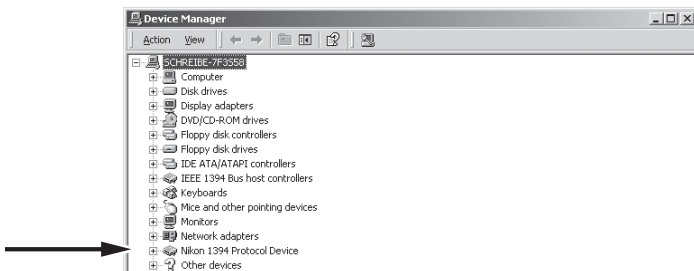 Device Manager
Action View
SCHREIBE-7F3S58
Computer
Disk drives
Display adapters
DVD/CD-ROM drives
Floppy disk controllers
Floppy disk drives
IDE ATA/ATAPI controllers
IEEE 1394 Bus host controllers
Keyboards
Mice and other pointing devices
Monitors
Network adapters
Nikon 1394 Protocol Device
Other devices